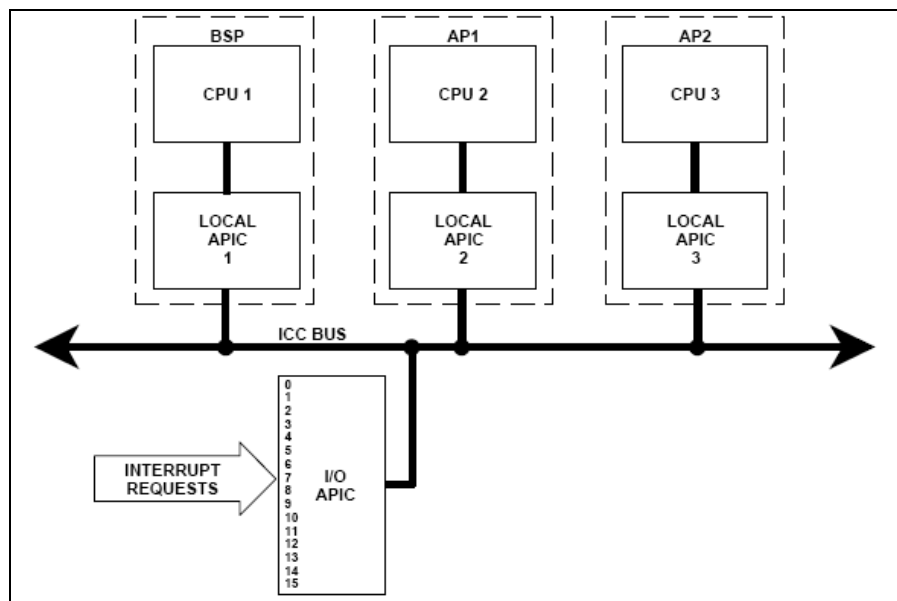 BSP
AP1
AP2
CPU 1
CPU 2
CPU 3
LOCAL
APIC
1
LOCAL
APIC
2
LOCAL
APIC
3
ICC BUS
INTERRUPT
REQUESTS
0
1
2
3
4
5
6
7
8
9
10
11
12
13
14
15
I/O
APIC